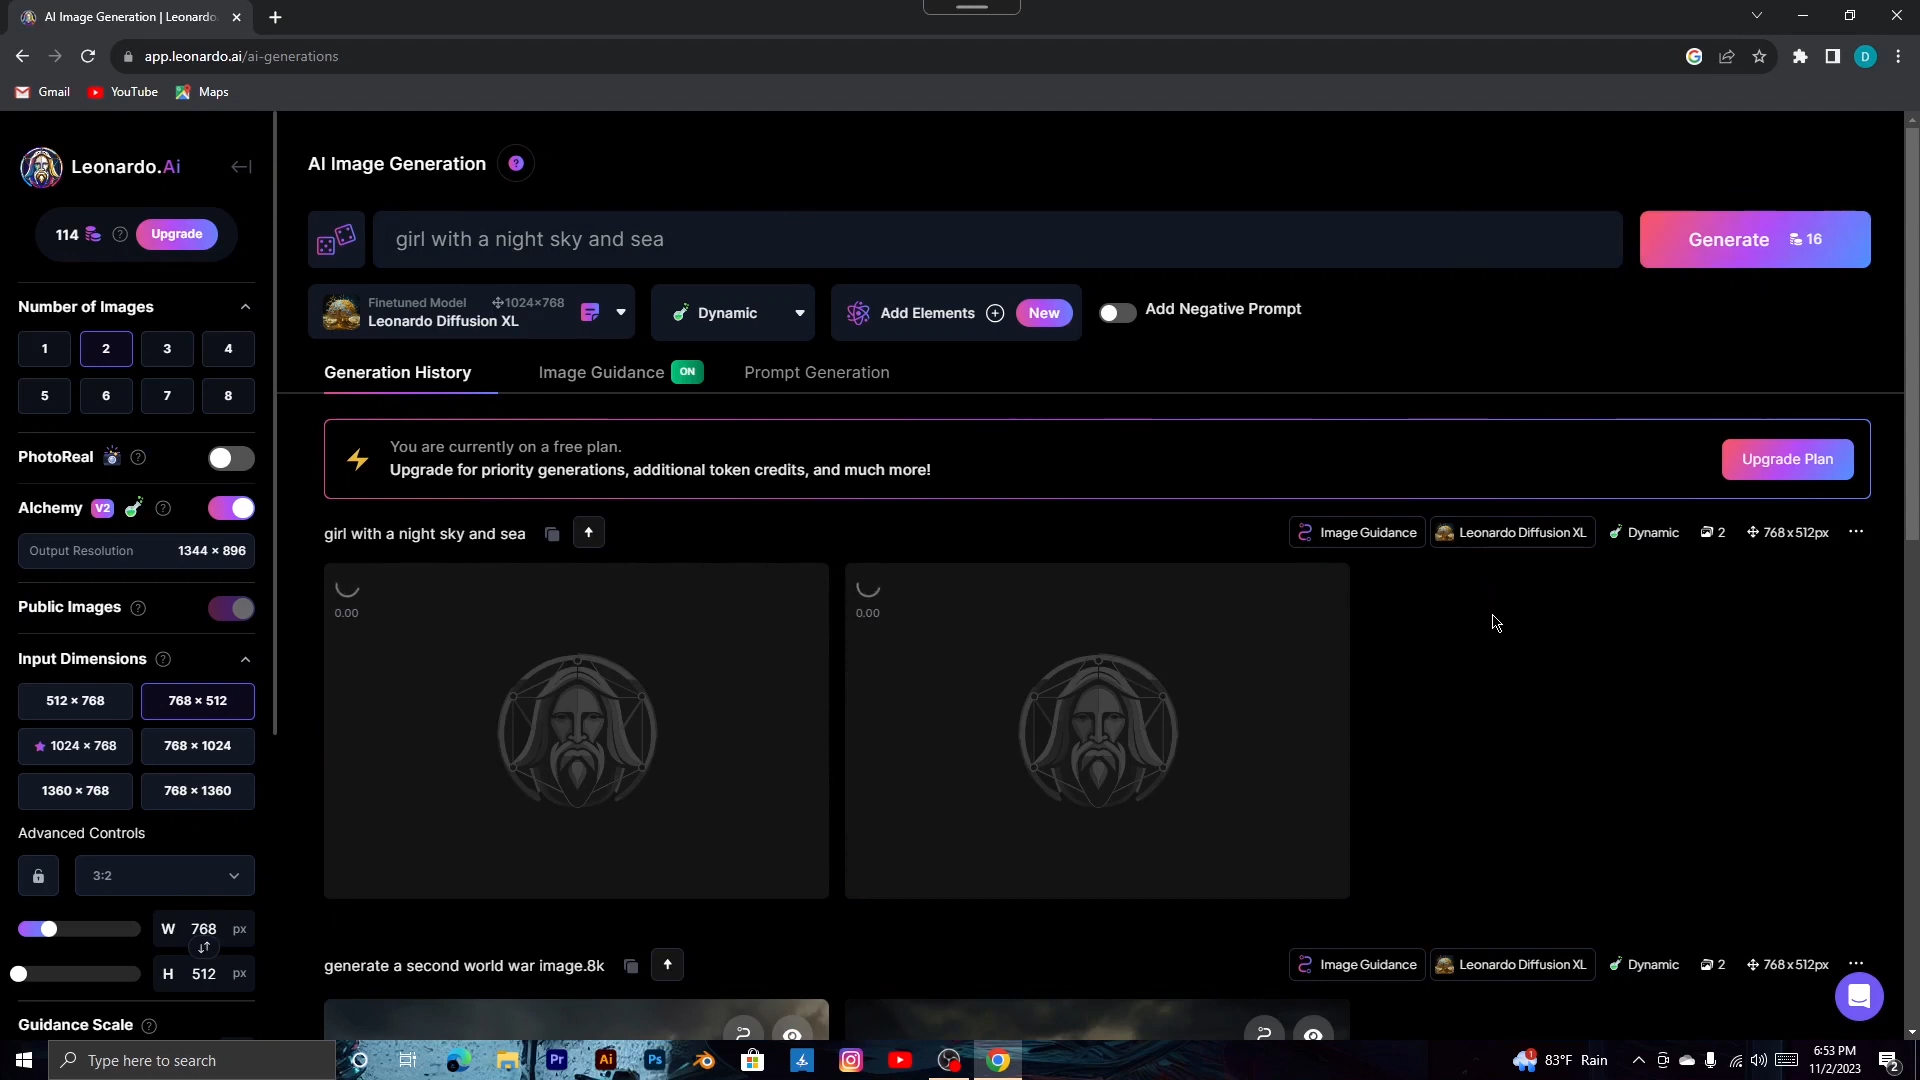 AI Image Generation | Leonardo.
app.leonardo.ai/ai-generations
D
Gmail
YouTube
Maps
Leonardo.Ai
114
?
Upgrade
Number of Images
1
2
3
4
5
6
7
8
PhotoReal
?
Alchemy V2
?
Output Resolution
1344 × 896
Public Images
?
Input Dimensions
?
512 × 768
768 × 512
1024 × 768
768 × 1024
1360 × 768
768 × 1360
Advanced Controls
3:2
W 768 px
H 512 px
Guidance Scale
?
AI Image Generation
?
girl with a night sky and sea
Generate 16
Finetuned Model 1024×768
Leonardo Diffusion XL
Dynamic
Add Elements
New
Add Negative Prompt
Generation History
Image Guidance ON
Prompt Generation
You are currently on a free plan.
Upgrade for priority generations, additional token credits, and much more!
Upgrade Plan
girl with a night sky and sea
Image Guidance
Leonardo Diffusion XL
Dynamic
2
768x512px
0.00
0.00
generate a second world war image.8k
Image Guidance
Leonardo Diffusion XL
Dynamic
2
768x512px
Type here to search
Pr
Ai
Ps
1
83°F Rain
6:53 PM
11/2/2023
2